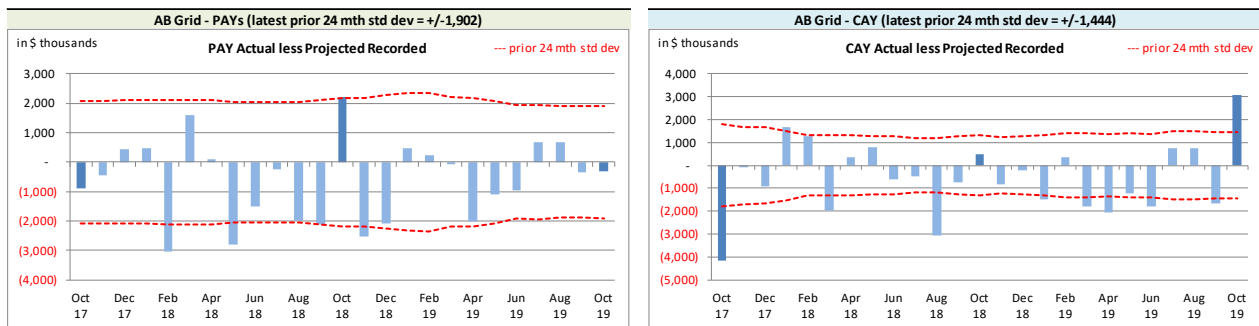 AB Grid - PAYs (latest prior 24 mth std dev = +/-1,902)
in $ thousands
PAY Actual less Projected Recorded
--- prior 24 mth std dev
3,000
2,000
1,000
-
(1,000)
(2,000)
(3,000)
(4,000)
Oct Dec Feb Apr Jun Aug Oct Dec Feb Apr Jun Aug Oct
17 17 18 18 18 18 18 18 19 19 19 19 19
AB Grid - CAY (latest prior 24 mth std dev = +/-1,444)
in $ thousands
CAY Actual less Projected Recorded
--- prior 24 mth std dev
4,000
3,000
2,000
1,000
-
(1,000)
(2,000)
(3,000)
(4,000)
(5,000)
Oct Dec Feb Apr Jun Aug Oct Dec Feb Apr Jun Aug Oct
17 17 18 18 18 18 18 18 19 19 19 19 19